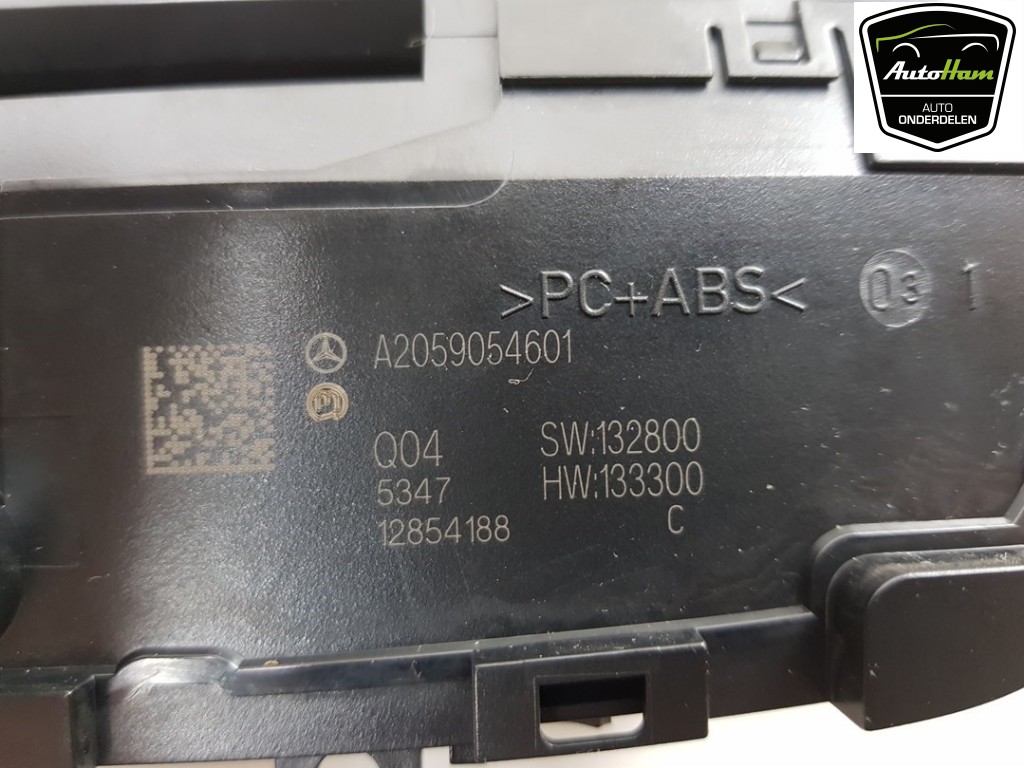 AutoHam
AUTO
ONDERDELEN
>PC+ABS<
03 1
A2059054601
Q04 SW:132800
5347 HW:133300
12854188 C